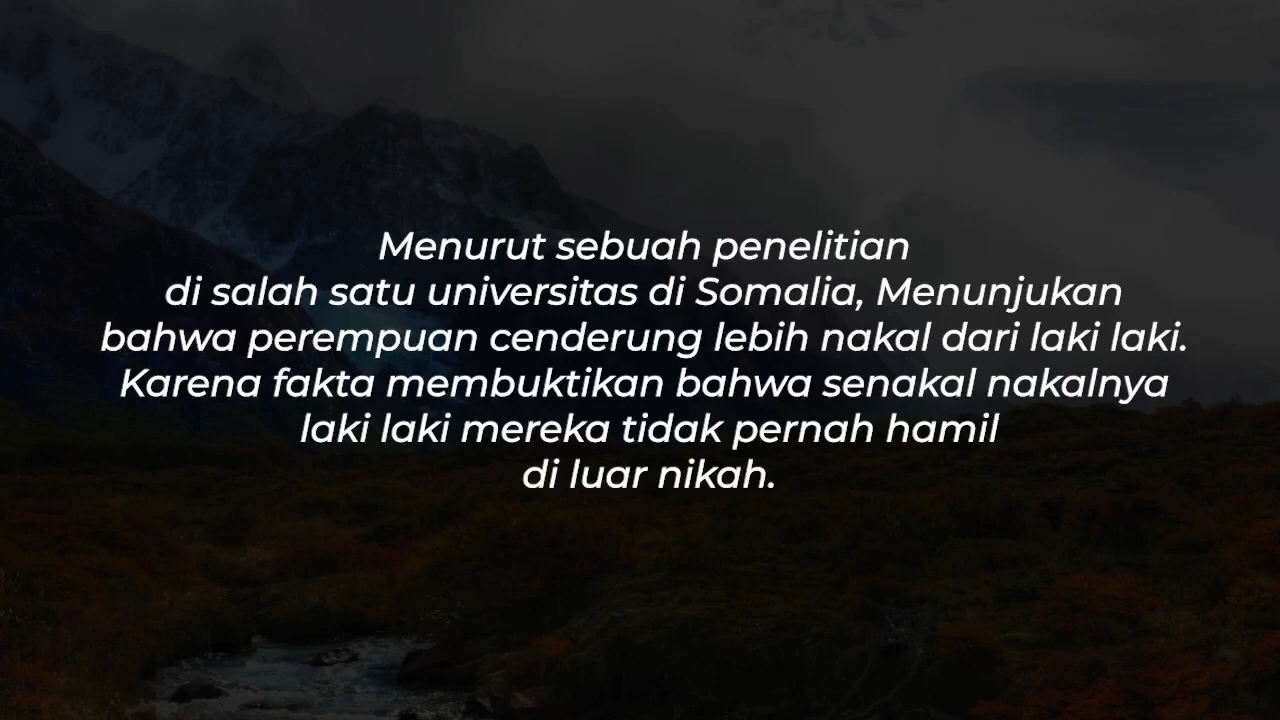 Menurut sebuah penelitian
di salah satu universitas di Somalia, Menunjukan
bahwa perempuan cenderung lebih nakal dari laki laki.
Karena fakta membuktikan bahwa senakal nakalnya
laki laki mereka tidak pernah hamil
di luar nikah.